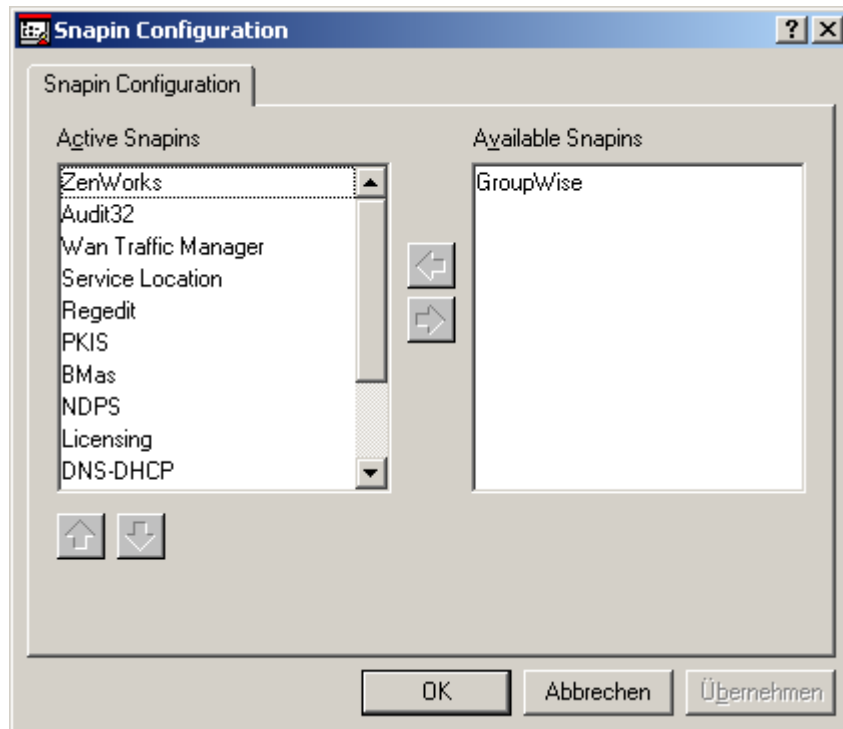 Snapin Configuration
Snapin Configuration
Active Snapins
ZenWorks
Audit32
Wan Traffic Manager
Service Location
Regedit
PKIS
BMas
NDPS
Licensing
DNS-DHCP
Available Snapins
GroupWise
OK
Abbrechen
Übernehmen